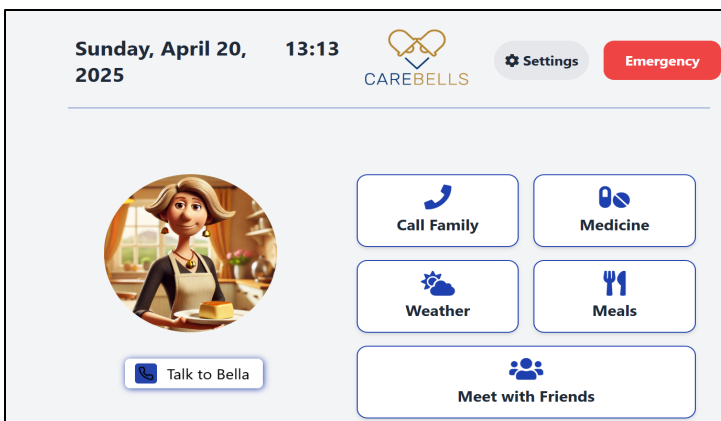 Sunday, April 20,
2025
13:13
CAREBELLS
Settings
Emergency
Call Family
Medicine
Weather
Meals
Talk to Bella
Meet with Friends